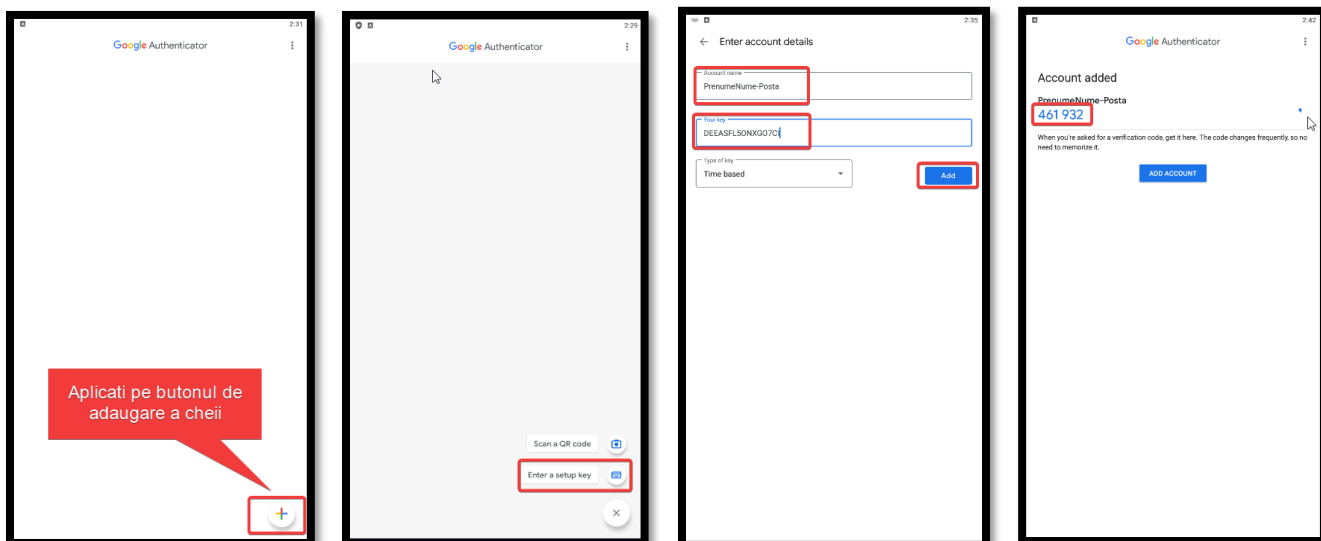 2:31
Google Authenticator
Aplicati pe butonul de
adaugare a cheii
2:29
Google Authenticator
Scan a QR code
Enter a setup key
2:35
Enter account details
Account name
PrenumeNume-Posta
Your key
DEEASFL5ONXGO7CI
Type of key
Time based
Add
2:42
Google Authenticator
Account added
PrenumeNume-Posta
461 932
When you're asked for a verification code, get it here. The code changes frequently, so no
need to memorize it.
ADD ACCOUNT